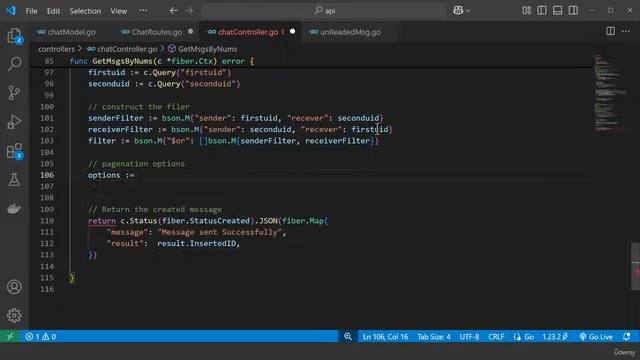 File Edit Selection View Go Run ... api
chatModel.go ChatRoutes.go chatController.go 1 unReadedMsg.go
controllers > chatController.go > GetMsgsByNums
85 func GetMsgsByNums(c *fiber.Ctx) error {
97 firstuid := c.Query("firstuid")
98 seconduid := c.Query("seconduid")
99
100 // construct the filer
101 senderFilter := bson.M{"sender": firstuid, "recever": seconduid}
102 receiverFilter := bson.M{"sender": seconduid, "recever": firstuid}
103 filter := bson.M{"$or": []bson.M{senderFilter, receiverFilter}}
104
105 // pagenation options
106 options :=
107
108
109 // Return the created message
110 return c.Status(fiber.StatusCreated).JSON(fiber.Map{
111 "message": "Message sent Successfully",
112 "result": result.InsertedID,
113 })
114
115 }
116
1 0 Ln 106, Col 16 Tab Size: 4 UTF-8 CRLF Go 1.23.2 Go Live
udemy